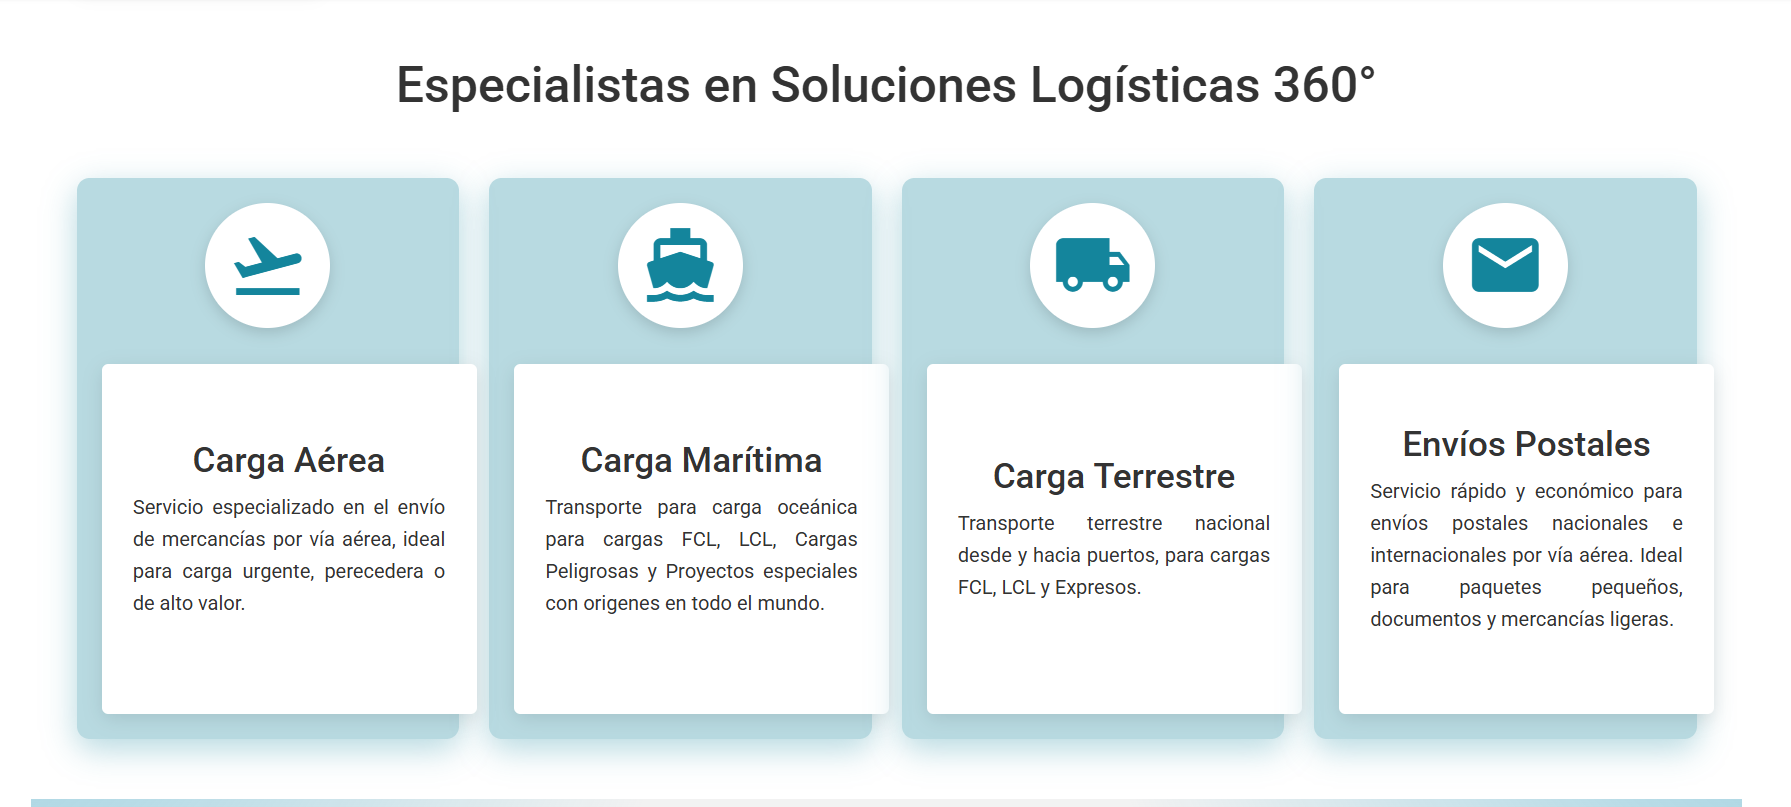 Especialistas en Soluciones Logísticas 360°
Carga Aérea
Servicio especializado en el envío
de mercancías por vía aérea, ideal
para carga urgente, perecedera o
de alto valor.
Carga Marítima
Transporte para carga oceánica
para cargas FCL, LCL, Cargas
Peligrosas y Proyectos especiales
con origenes en todo el mundo.
Carga Terrestre
Transporte terrestre nacional
desde y hacia puertos, para cargas
FCL, LCL y Expresos.
Envíos Postales
Servicio rápido y económico para
envíos postales nacionales e
internacionales por vía aérea. Ideal
para paquetes pequeños,
documentos y mercancías ligeras.